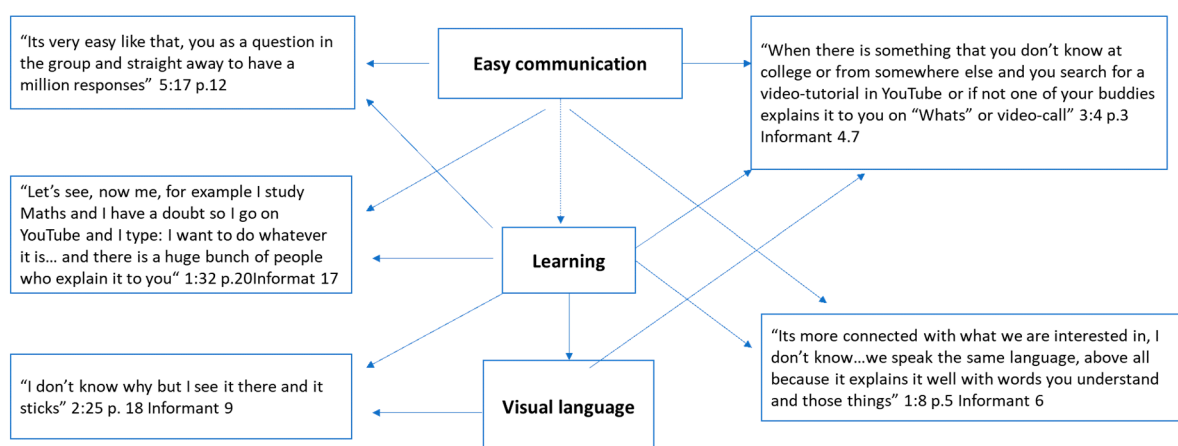 “Its very easy like that, you as a question in
the group and straight away to have a
million responses” 5:17 p.12
Easy communication
“When there is something that you don’t know at
college or from somewhere else and you search for a
video-tutorial in YouTube or if not one of your buddies
explains it to you on “Whats” or video-call” 3:4 p.3
Informant 4.7
“Let’s see, now me, for example I study
Maths and I have a doubt so I go on
YouTube and I type: I want to do whatever
it is... and there is a huge bunch of people
who explain it to you“ 1:32 p.20Informat 17
Learning
“Its more connected with what we are interested in, I
don’t know...we speak the same language, above all
because it explains it well with words you understand
and those things” 1:8 p.5 Informant 6
“I don’t know why but I see it there and it
sticks” 2:25 p. 18 Informant 9
Visual language